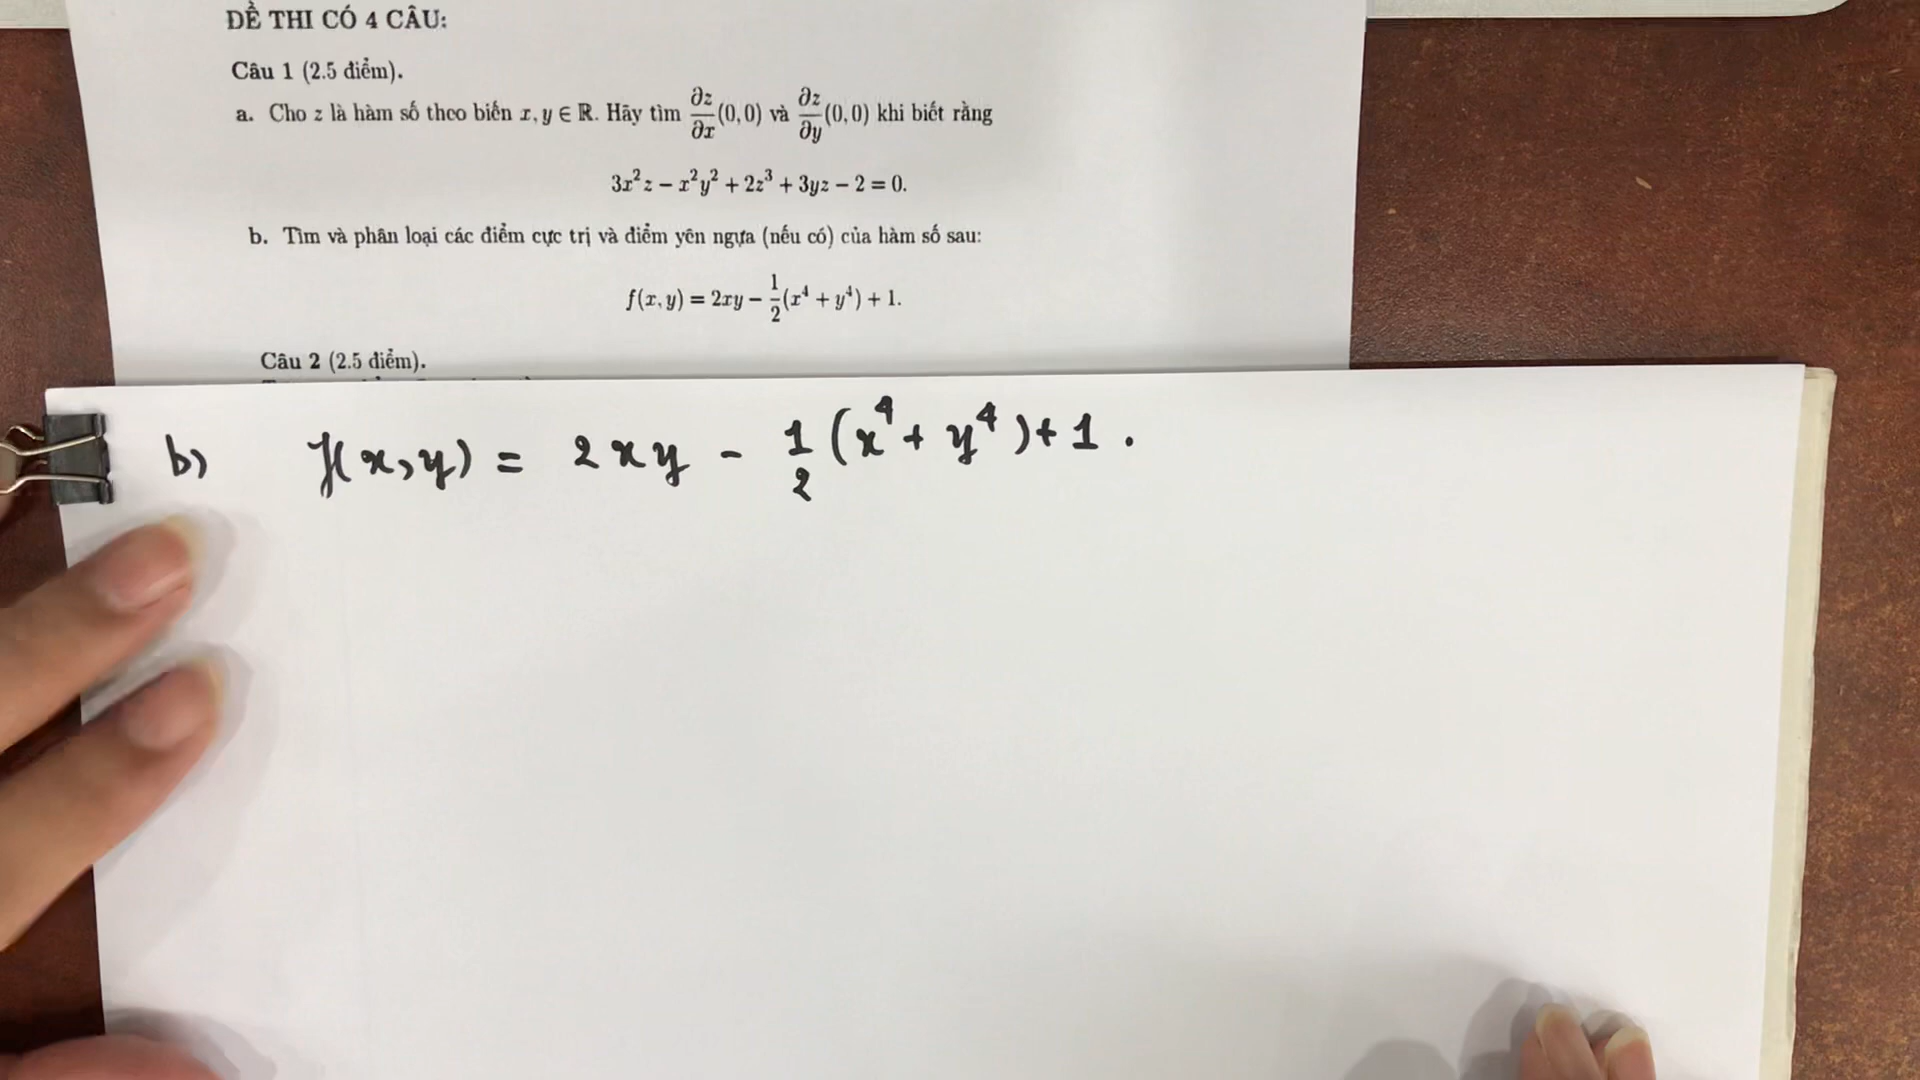 ĐỀ THI CÓ 4 CÂU:
Câu 1 (2.5 điểm).
a. Cho z là hàm số theo biến x, y ∈ ℝ. Hãy tìm ∂z/∂x (0,0) và ∂z/∂y (0,0) khi biết rằng
3x²z − x²y² + 2z³ + 3yz − 2 = 0.
b. Tìm và phân loại các điểm cực trị và điểm yên ngựa (nếu có) của hàm số sau:
f(x, y) = 2xy − 1/2 (x⁴ + y⁴) + 1.
Câu 2 (2.5 điểm).
b) f(x,y) = 2xy − 1/2 (x⁴ + y⁴) + 1.